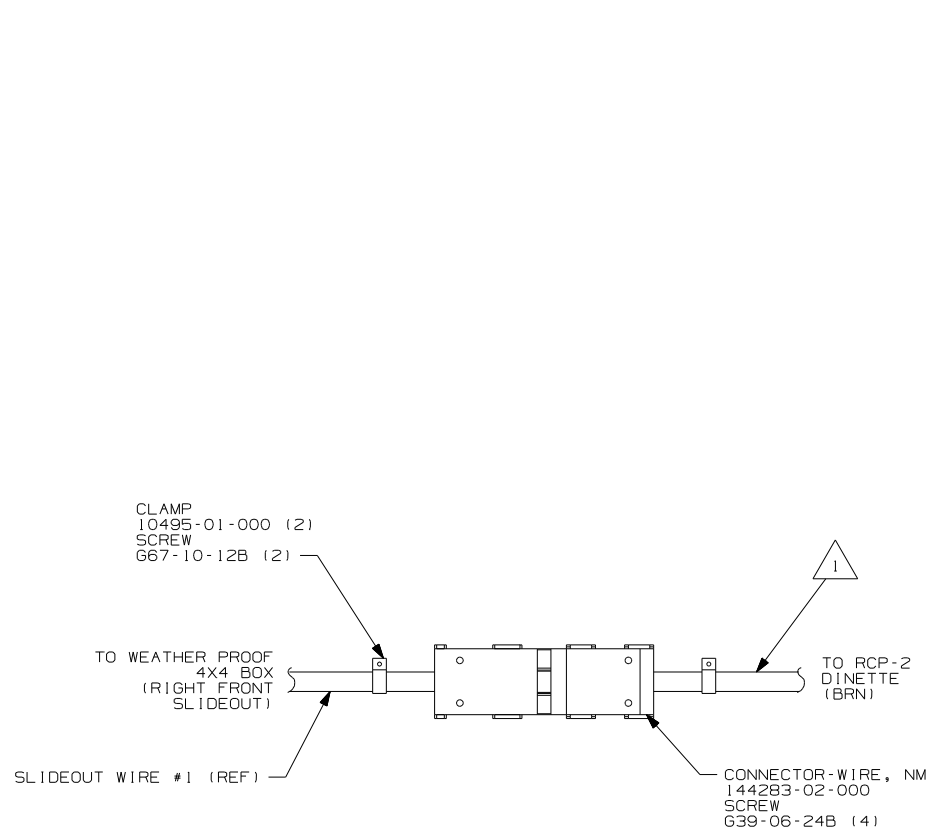 CLAMP
10495-01-000 (2)
SCREW
G67-10-12B (2)
1
TO WEATHER PROOF
4X4 BOX
(RIGHT FRONT
SLIDEOUT)
TO RCP-2
DINETTE
(BRN)
SLIDEOUT WIRE #1 (REF)
CONNECTOR-WIRE, NM
144283-02-000
SCREW
G39-06-24B (4)